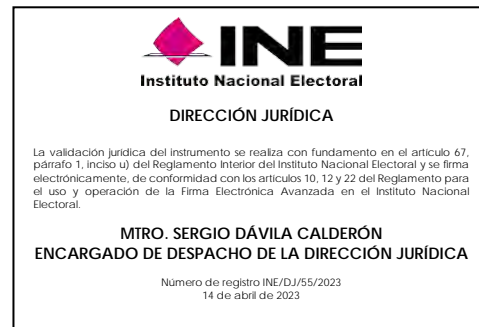 INE
Instituto Nacional Electoral
DIRECCIÓN JURÍDICA
La validación jurídica del instrumento se realiza con fundamento en el artículo 67,
párrafo 1, inciso u) del Reglamento Interior del Instituto Nacional Electoral y se firma
electrónicamente, de conformidad con los artículos 10, 12 y 22 del Reglamento para
el uso y operación de la Firma Electrónica Avanzada en el Instituto Nacional
Electoral.
MTRO. SERGIO DÁVILA CALDERÓN
ENCARGADO DE DESPACHO DE LA DIRECCIÓN JURÍDICA
Número de registro INE/DJ/55/2023
14 de abril de 2023